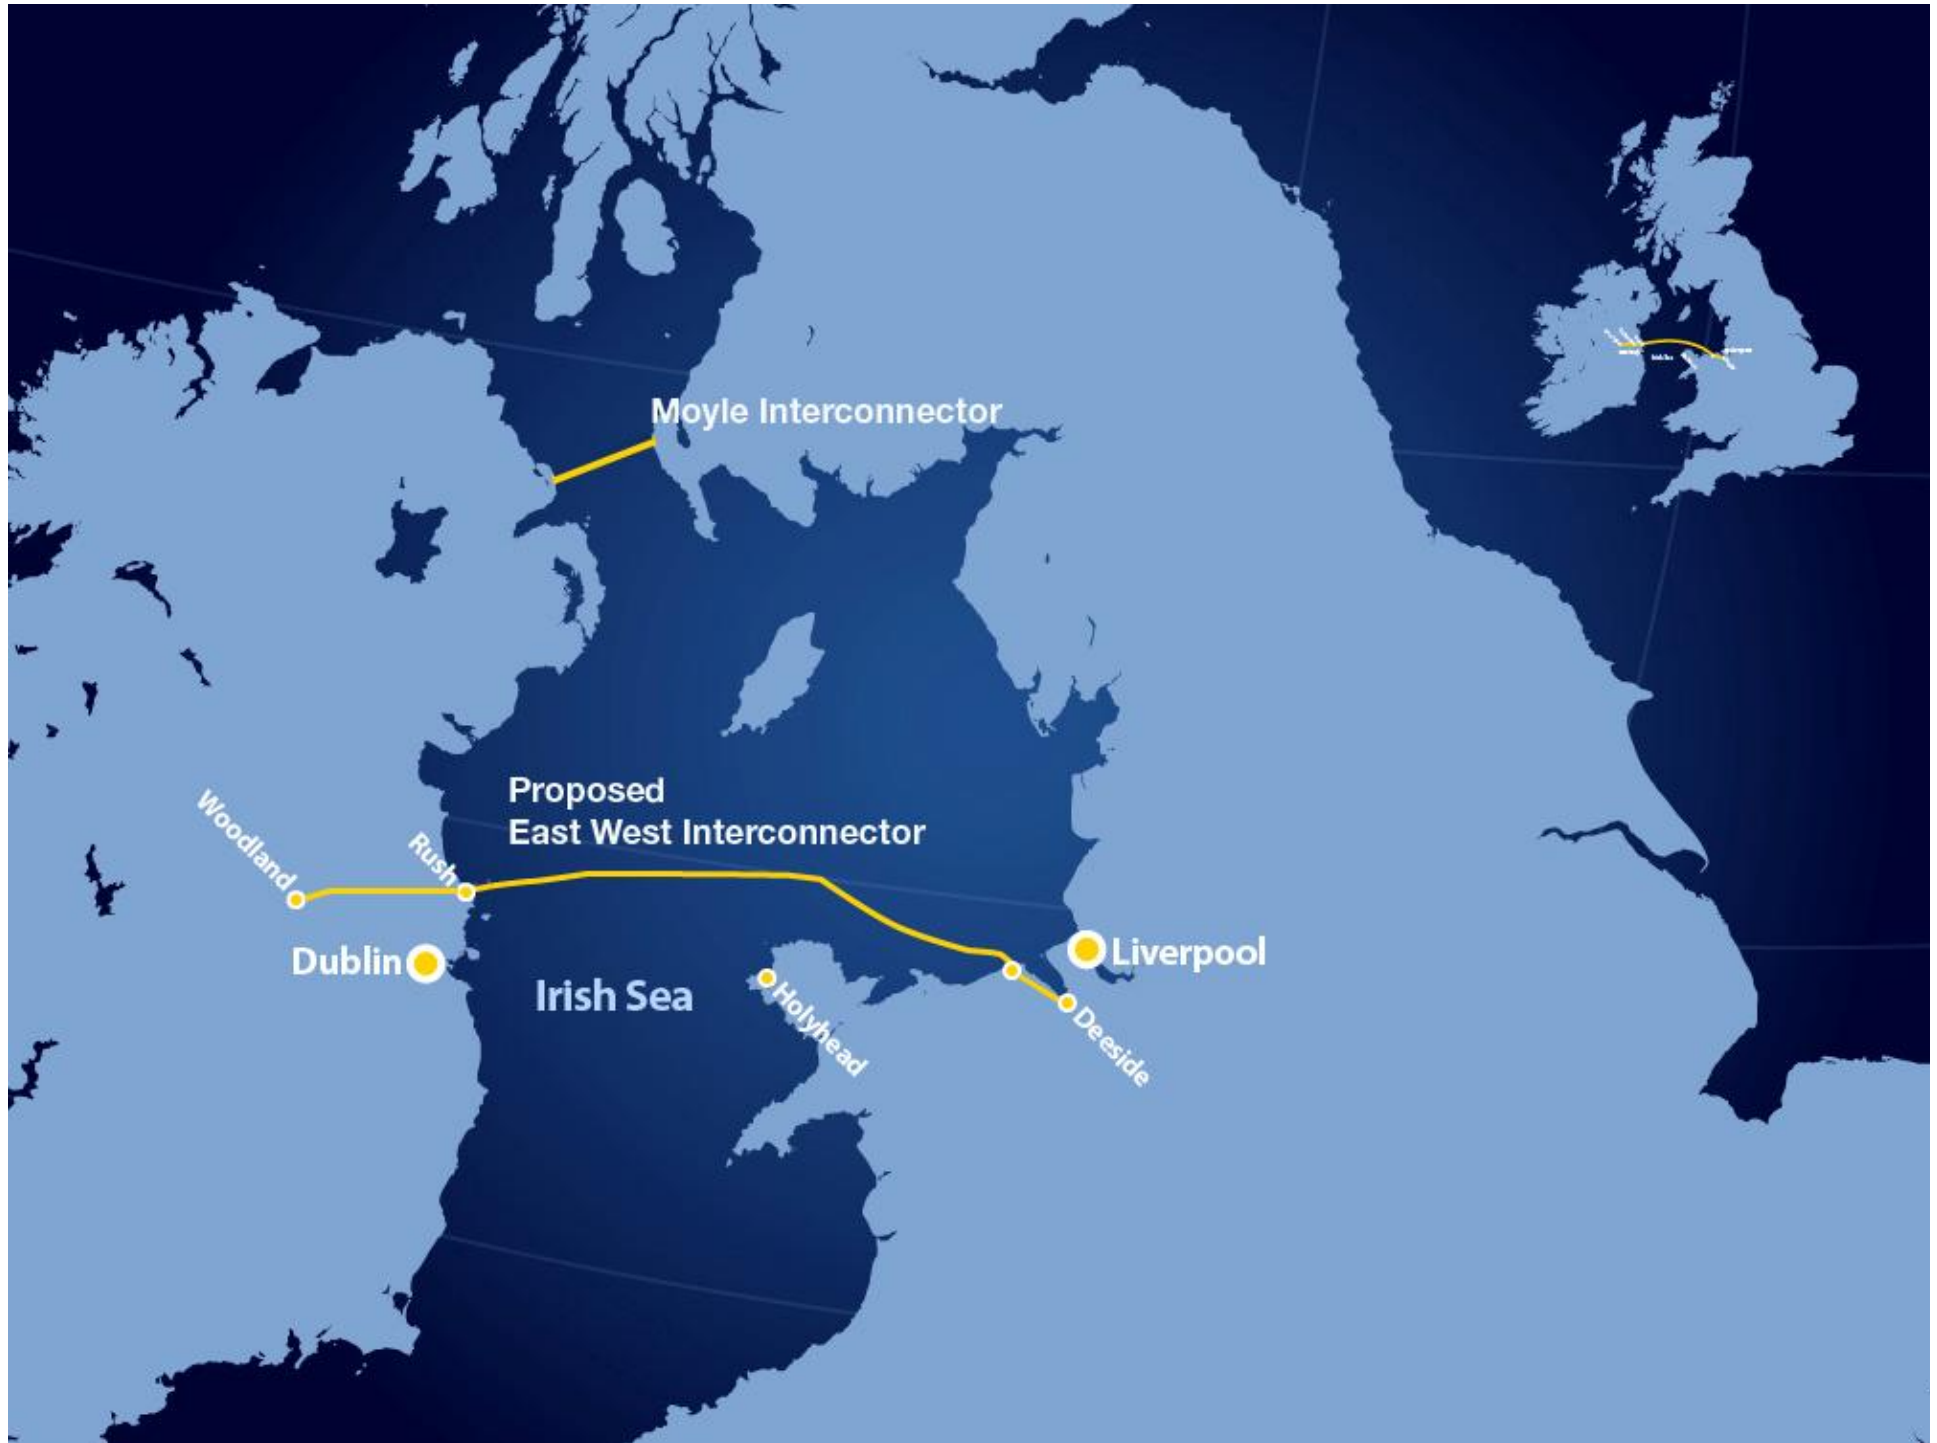 Moyle Interconnector
Proposed
East West Interconnector
Woodland
Rush
Dublin
Irish Sea
Holyhead
Liverpool
Deeside